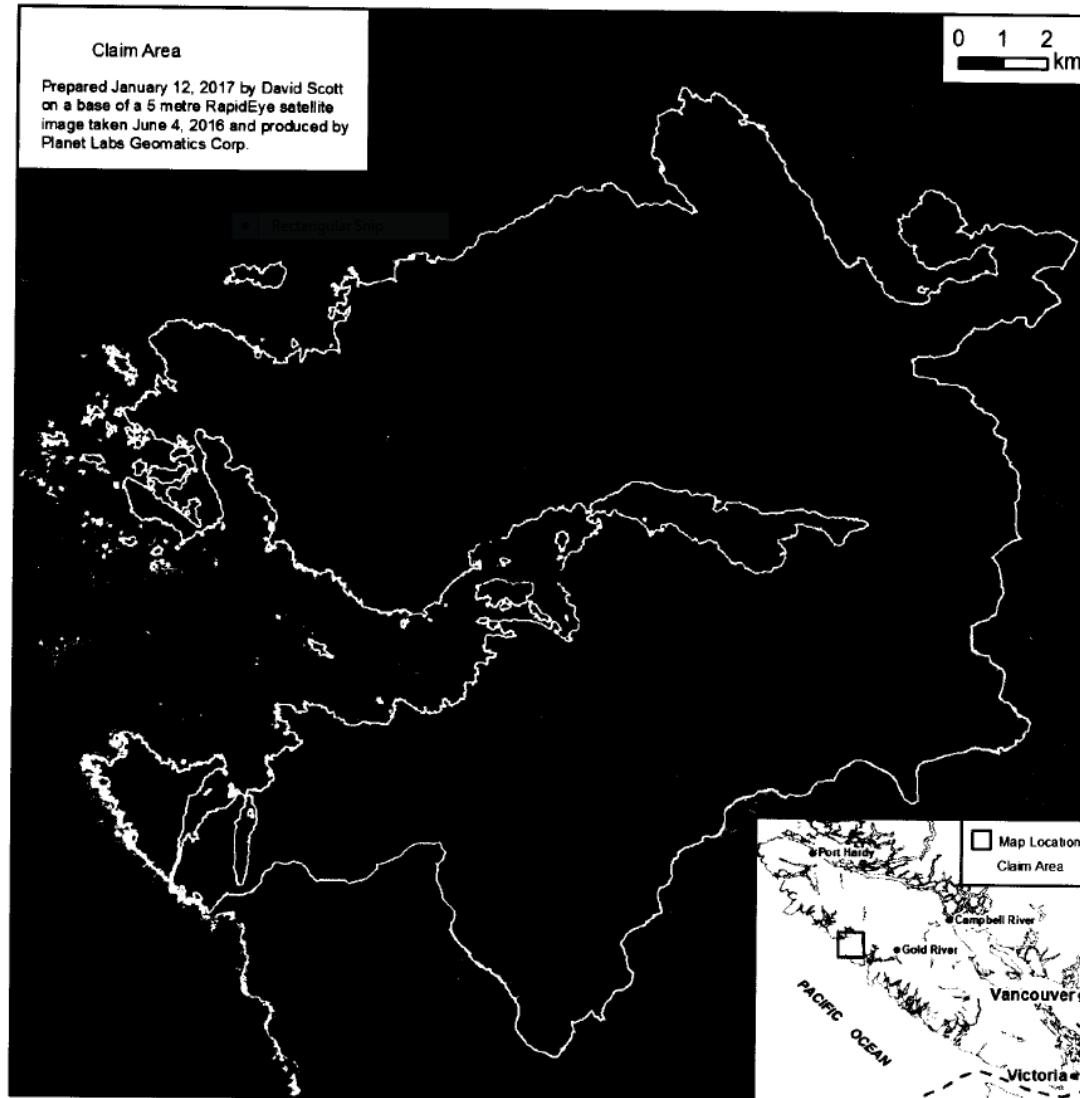 Claim Area
Prepared January 12, 2017 by David Scott
on a base of a 5 metre RapidEye satellite
image taken June 4, 2016 and produced by
Planet Labs Geomatics Corp.
0 1 2
km
Rectangular Snip
Map Location
Claim Area
Port Hardy
Campbell River
Gold River
Vancouver
PACIFIC OCEAN
Victoria